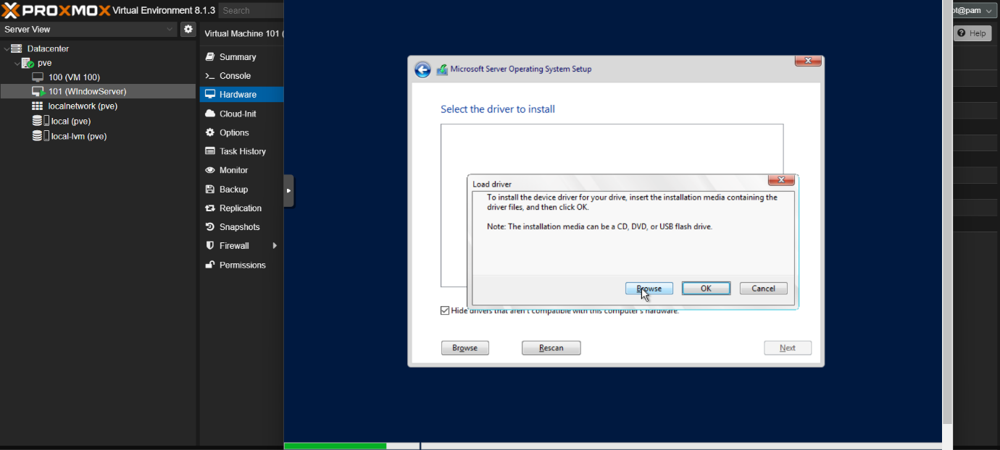 PROXMOX Virtual Environment 8.1.3 Search
t@pam
Server View
Virtual Machine 101 (
Help
Datacenter
pve
100 (VM 100)
101 (WIndowServer)
localnetwork (pve)
local (pve)
local-lvm (pve)
Summary
Console
Hardware
Cloud-Init
Options
Task History
Monitor
Backup
Replication
Snapshots
Firewall
Permissions
Microsoft Server Operating System Setup
Select the driver to install
Load driver
To install the device driver for your drive, insert the installation media containing the
driver files, and then click OK.
Note: The installation media can be a CD, DVD, or USB flash drive.
Browse OK Cancel
Hide drivers that aren't compatible with this computer's hardware.
Browse Rescan Next